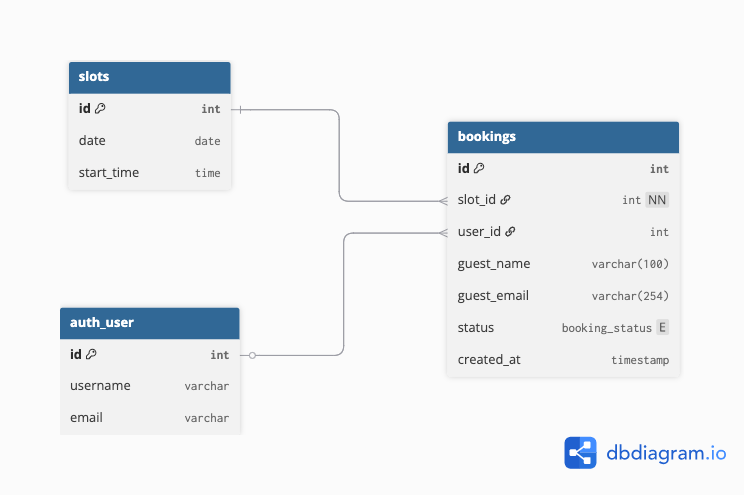 slots
id int
date date
start_time time
bookings
id int
slot_id int NN
user_id int
guest_name varchar(100)
guest_email varchar(254)
status booking_status E
created_at timestamp
auth_user
id int
username varchar
email varchar
dbdiagram.io